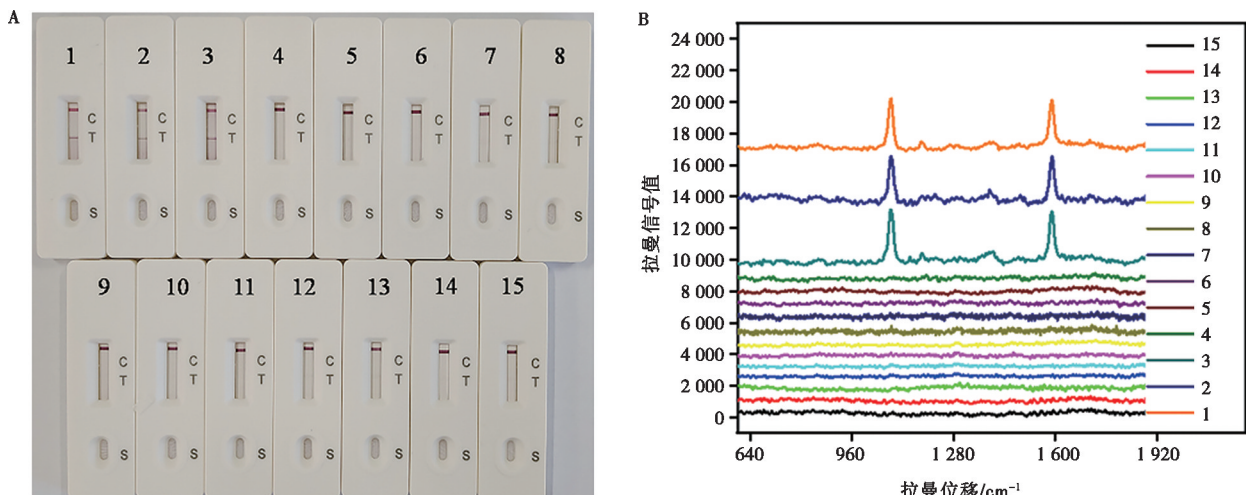 A
1 2 3 4 5 6 7 8
C C C C C C C C
T T T T T T T T
S S S S S S S S
9 10 11 12 13 14 15
C C C C C C C
T T T T T T T
S S S S S S S
B
拉曼信号值
24 000
22 000
20 000
18 000
16 000
14 000
12 000
10 000
8 000
6 000
4 000
2 000
0
640 960 1 280 1 600 1 920
拉曼位移/cm⁻¹
15
14
13
12
11
10
9
8
7
6
5
4
3
2
1